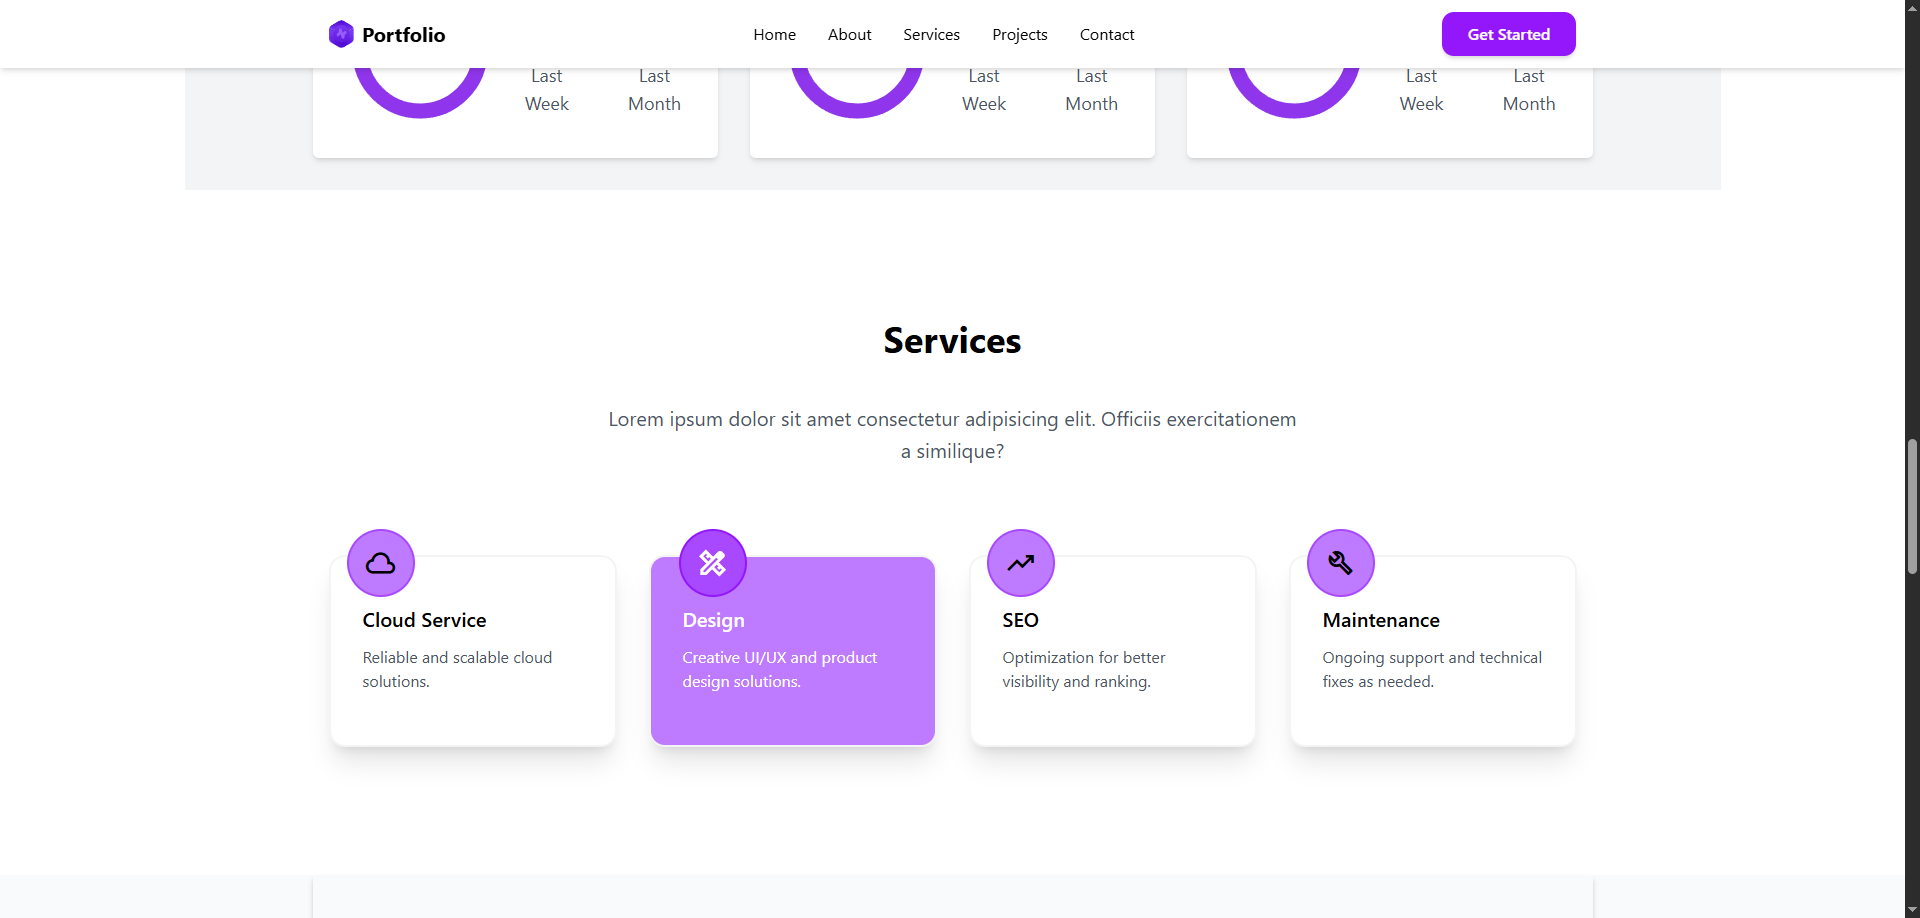 Portfolio
Home
About
Services
Projects
Contact
Get Started
Last
Week
Last
Month
Last
Week
Last
Month
Last
Week
Last
Month
Services
Lorem ipsum dolor sit amet consectetur adipisicing elit. Officiis exercitationem
a similique?
Cloud Service
Reliable and scalable cloud
solutions.
Design
Creative UI/UX and product
design solutions.
SEO
Optimization for better
visibility and ranking.
Maintenance
Ongoing support and technical
fixes as needed.